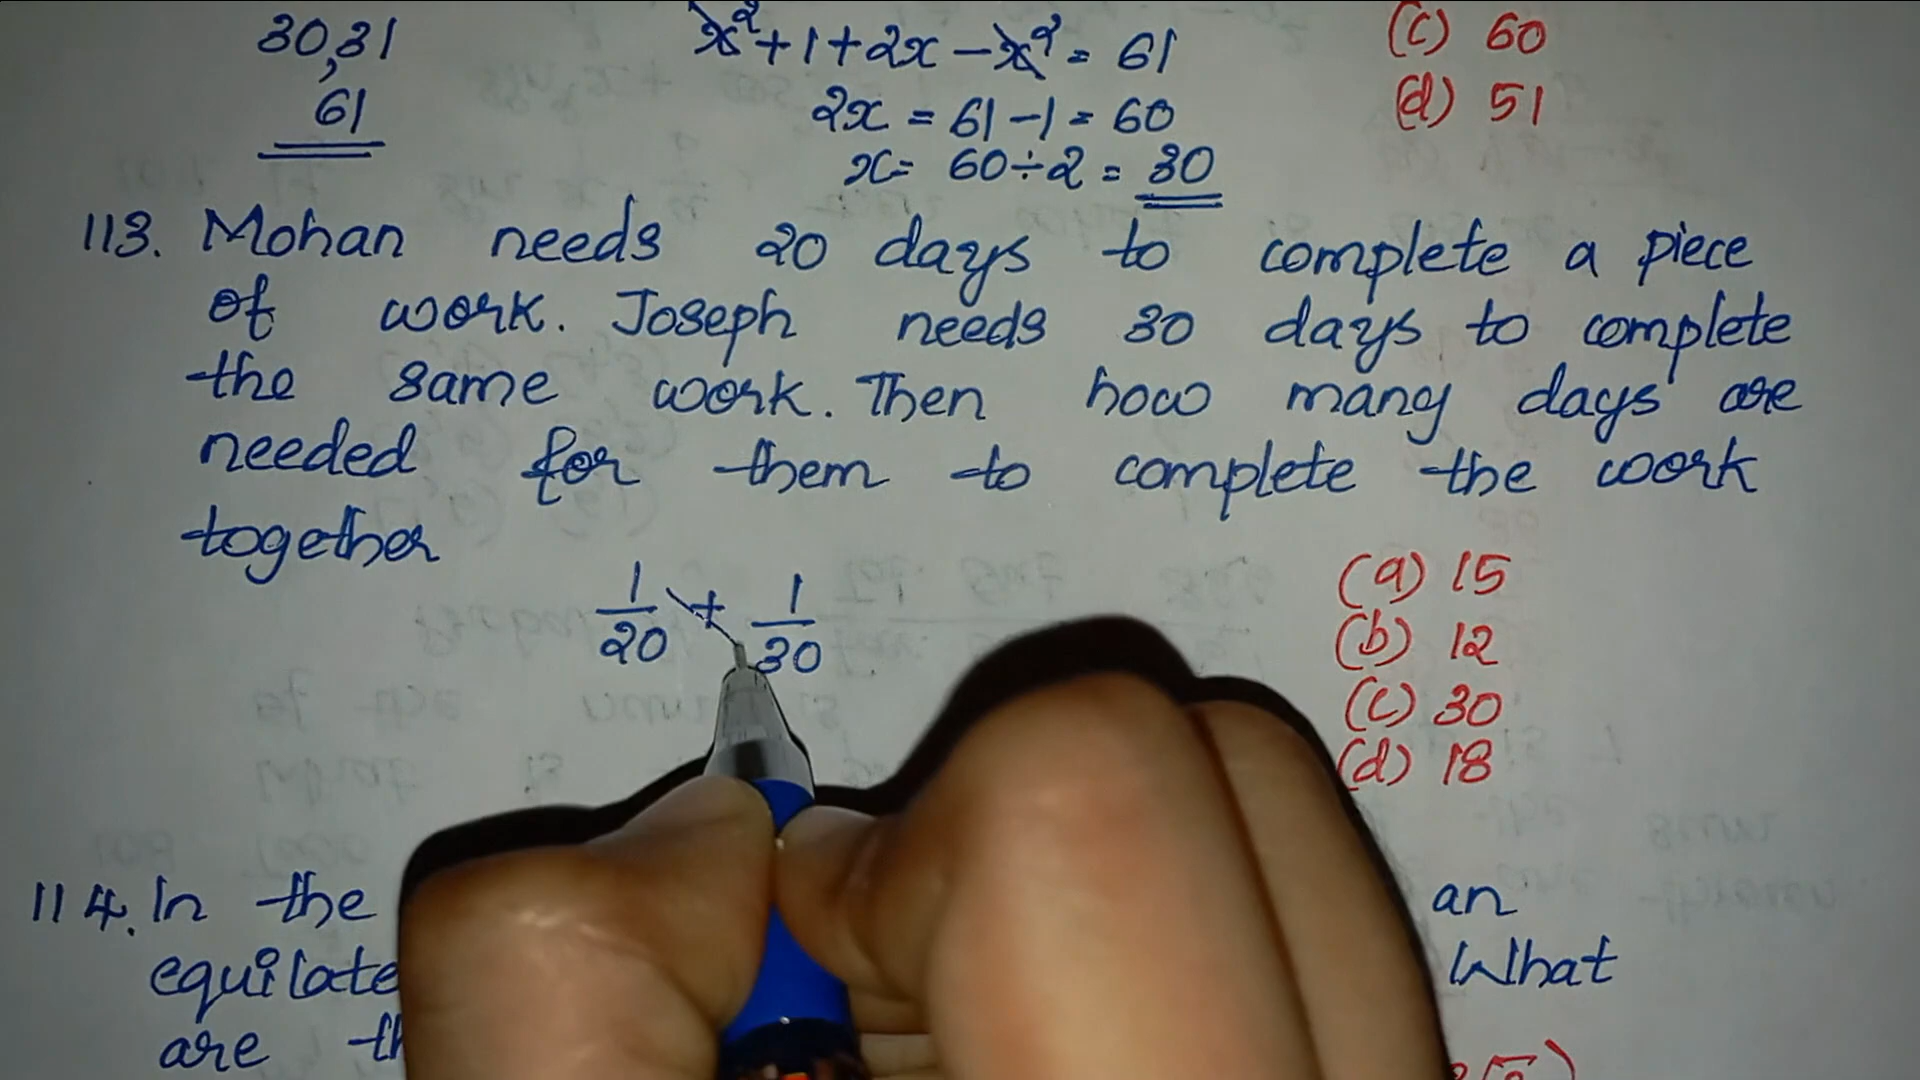 30,31
61
x²+1+2x-x²=61
2x = 61-1=60
x= 60÷2 = 30
(c) 60
(d) 51
113. Mohan needs 20 days to complete a piece
of work. Joseph needs 30 days to complete
the same work. Then how many days are
needed for them to complete the work
together
1/20 + 1/30
(a) 15
(b) 12
(c) 30
(d) 18
114. In the an
What
are